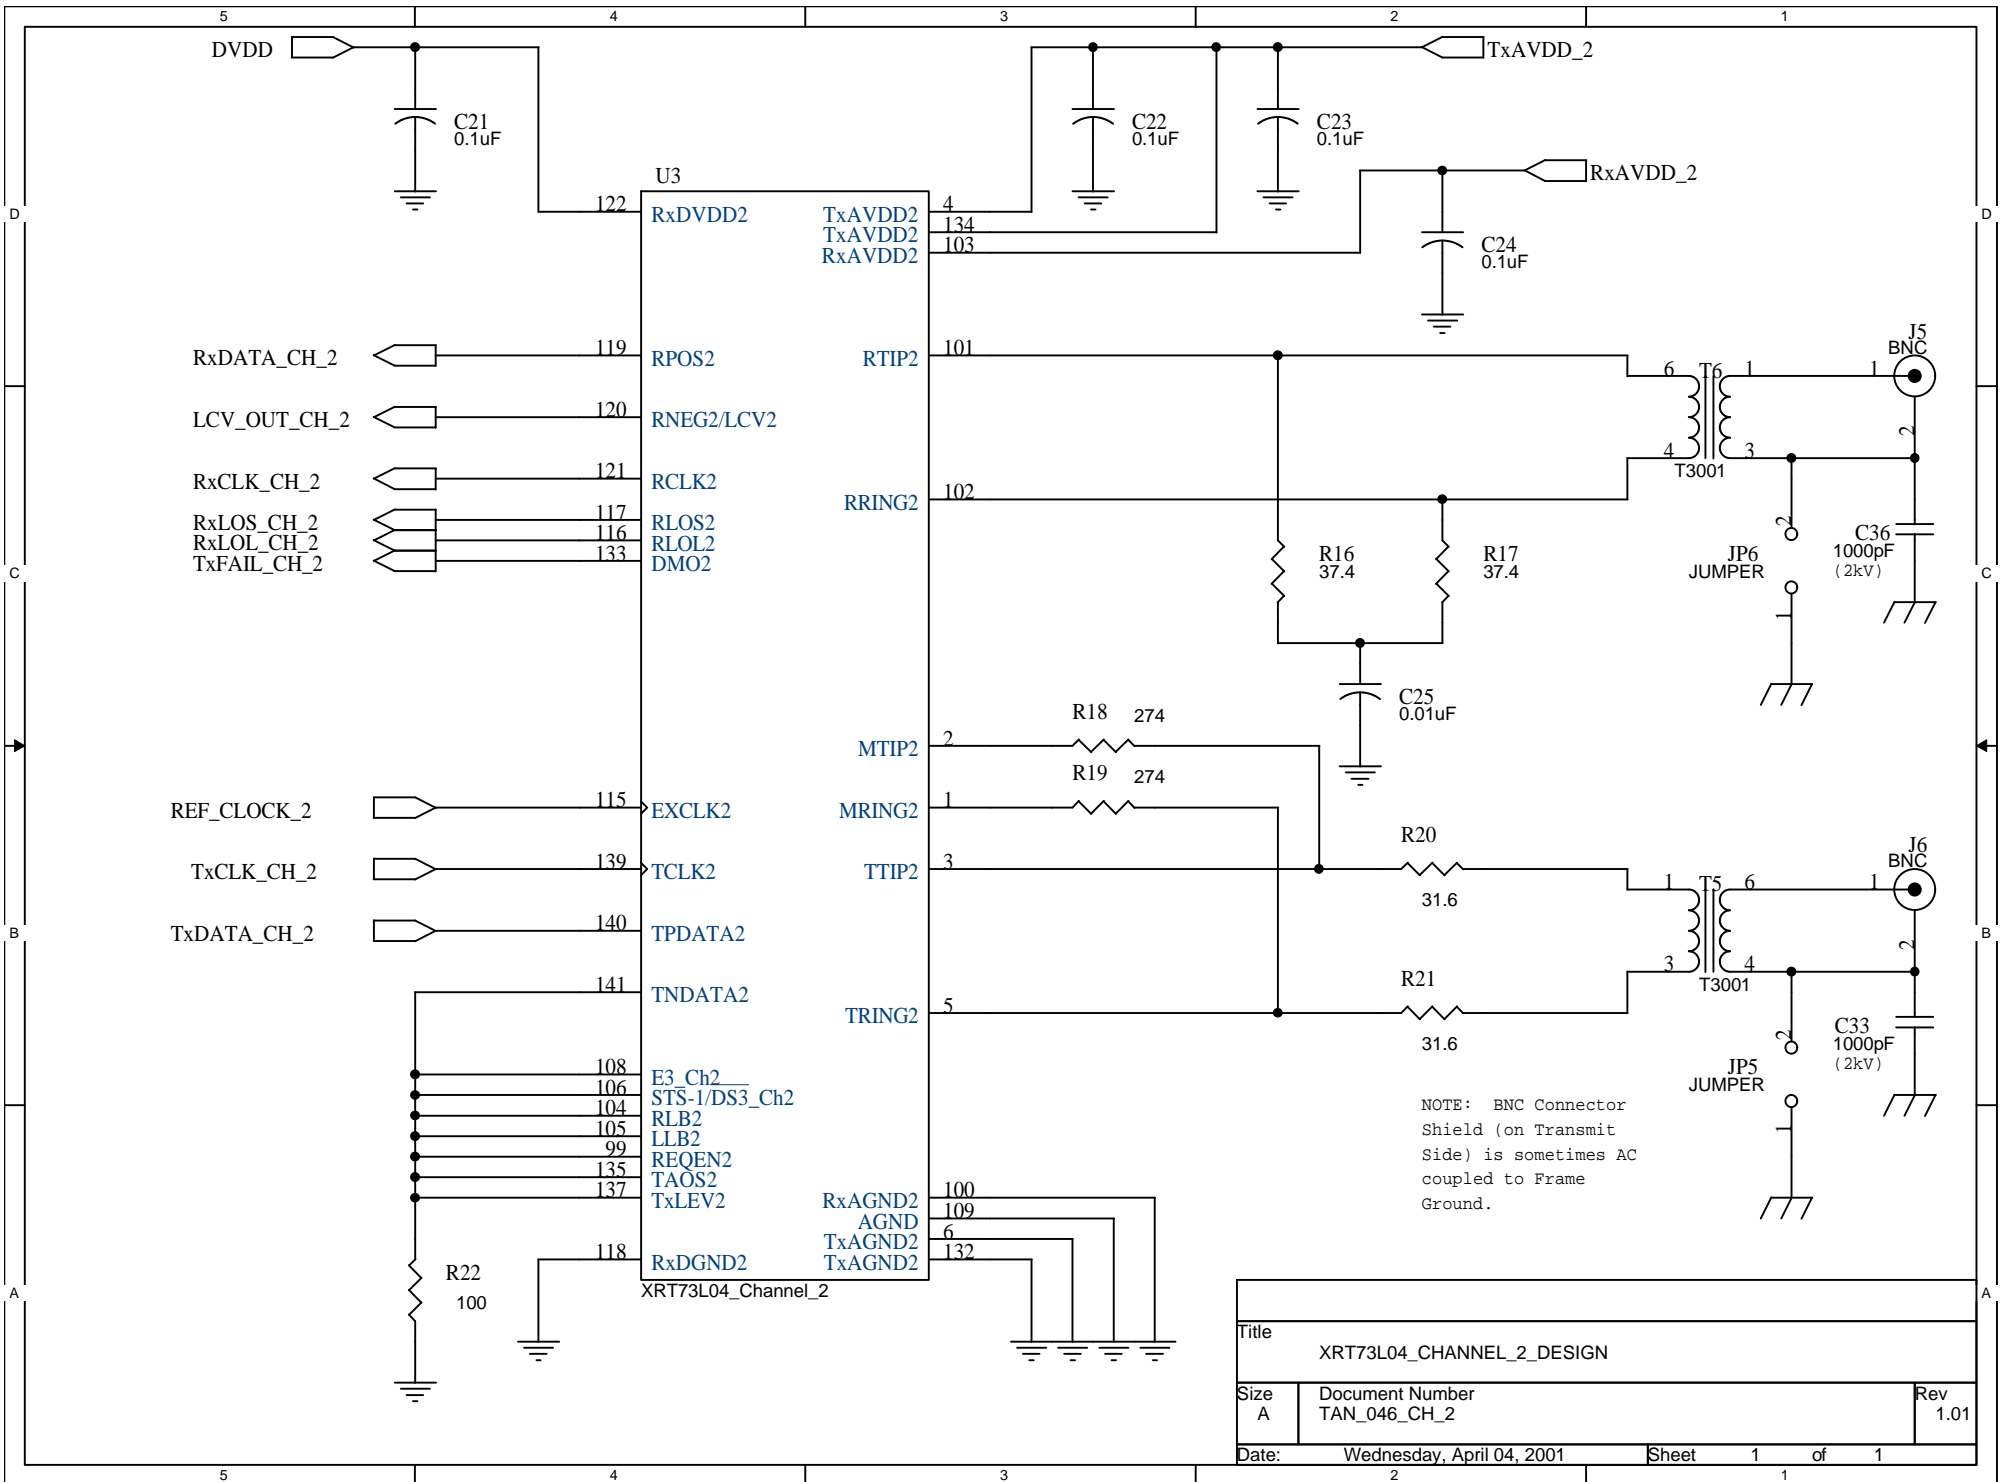 5 4 3 2 1
DVDD
TxAVDD_2
C21
0.1uF
C22
0.1uF
C23
0.1uF
RxAVDD_2
C24
0.1uF
U3
D D
122 RxDVDD2
TxAVDD2 4
TxAVDD2 134
RxAVDD2 103
RxDATA_CH_2 119 RPOS2
RTIP2 101
LCV_OUT_CH_2 120 RNEG2/LCV2
RxCLK_CH_2 121 RCLK2
RRING2 102
RxLOS_CH_2 117 RLOS2
RxLOL_CH_2 116 RLOL2
TxFAIL_CH_2 133 DMO2
J5
BNC
6 T6 1 1
2
4 3
T3001
2
JP6
JUMPER
1
C36
1000pF
(2kV)
R16
37.4
R17
37.4
C C
C25
0.01uF
R18 274
MTIP2 2
R19 274
MRING2 1
REF_CLOCK_2 115 EXCLK2
TxCLK_CH_2 139 TCLK2
TTIP2 3
R20
31.6
TxDATA_CH_2 140 TPDATA2
141 TNDATA2
TRING2 5
R21
31.6
J6
BNC
1 T5 6 1
2
3 4
T3001
2
JP5
JUMPER
1
C33
1000pF
(2kV)
B B
108 E3_Ch2
106 STS-1/DS3_Ch2
104 RLB2
105 LLB2
99 REQEN2
135 TAOS2
137 TxLEV2
118 RxDGND2
RxAGND2 100
AGND 109
TxAGND2 6
TxAGND2 132
XRT73L04_Channel_2
R22
100
NOTE: BNC Connector
Shield (on Transmit
Side) is sometimes AC
coupled to Frame
Ground.
A A
Title
XRT73L04_CHANNEL_2_DESIGN
Size Document Number Rev
A TAN_046_CH_2 1.01
Date: Wednesday, April 04, 2001 Sheet 1 of 1
5 4 3 2 1